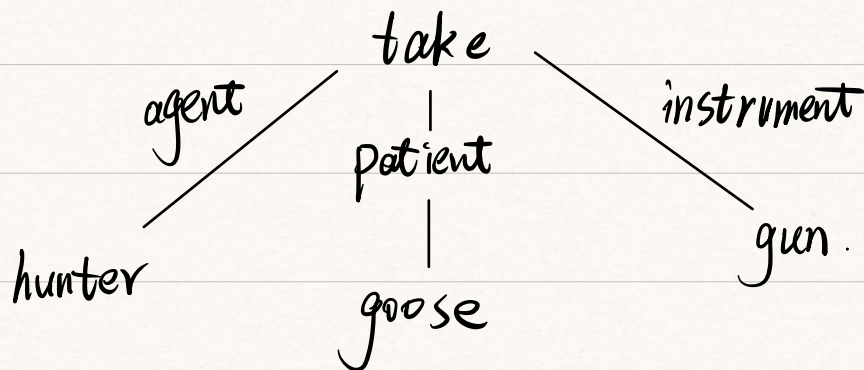 take
agent
instrument
patient
hunter
gun.
goose